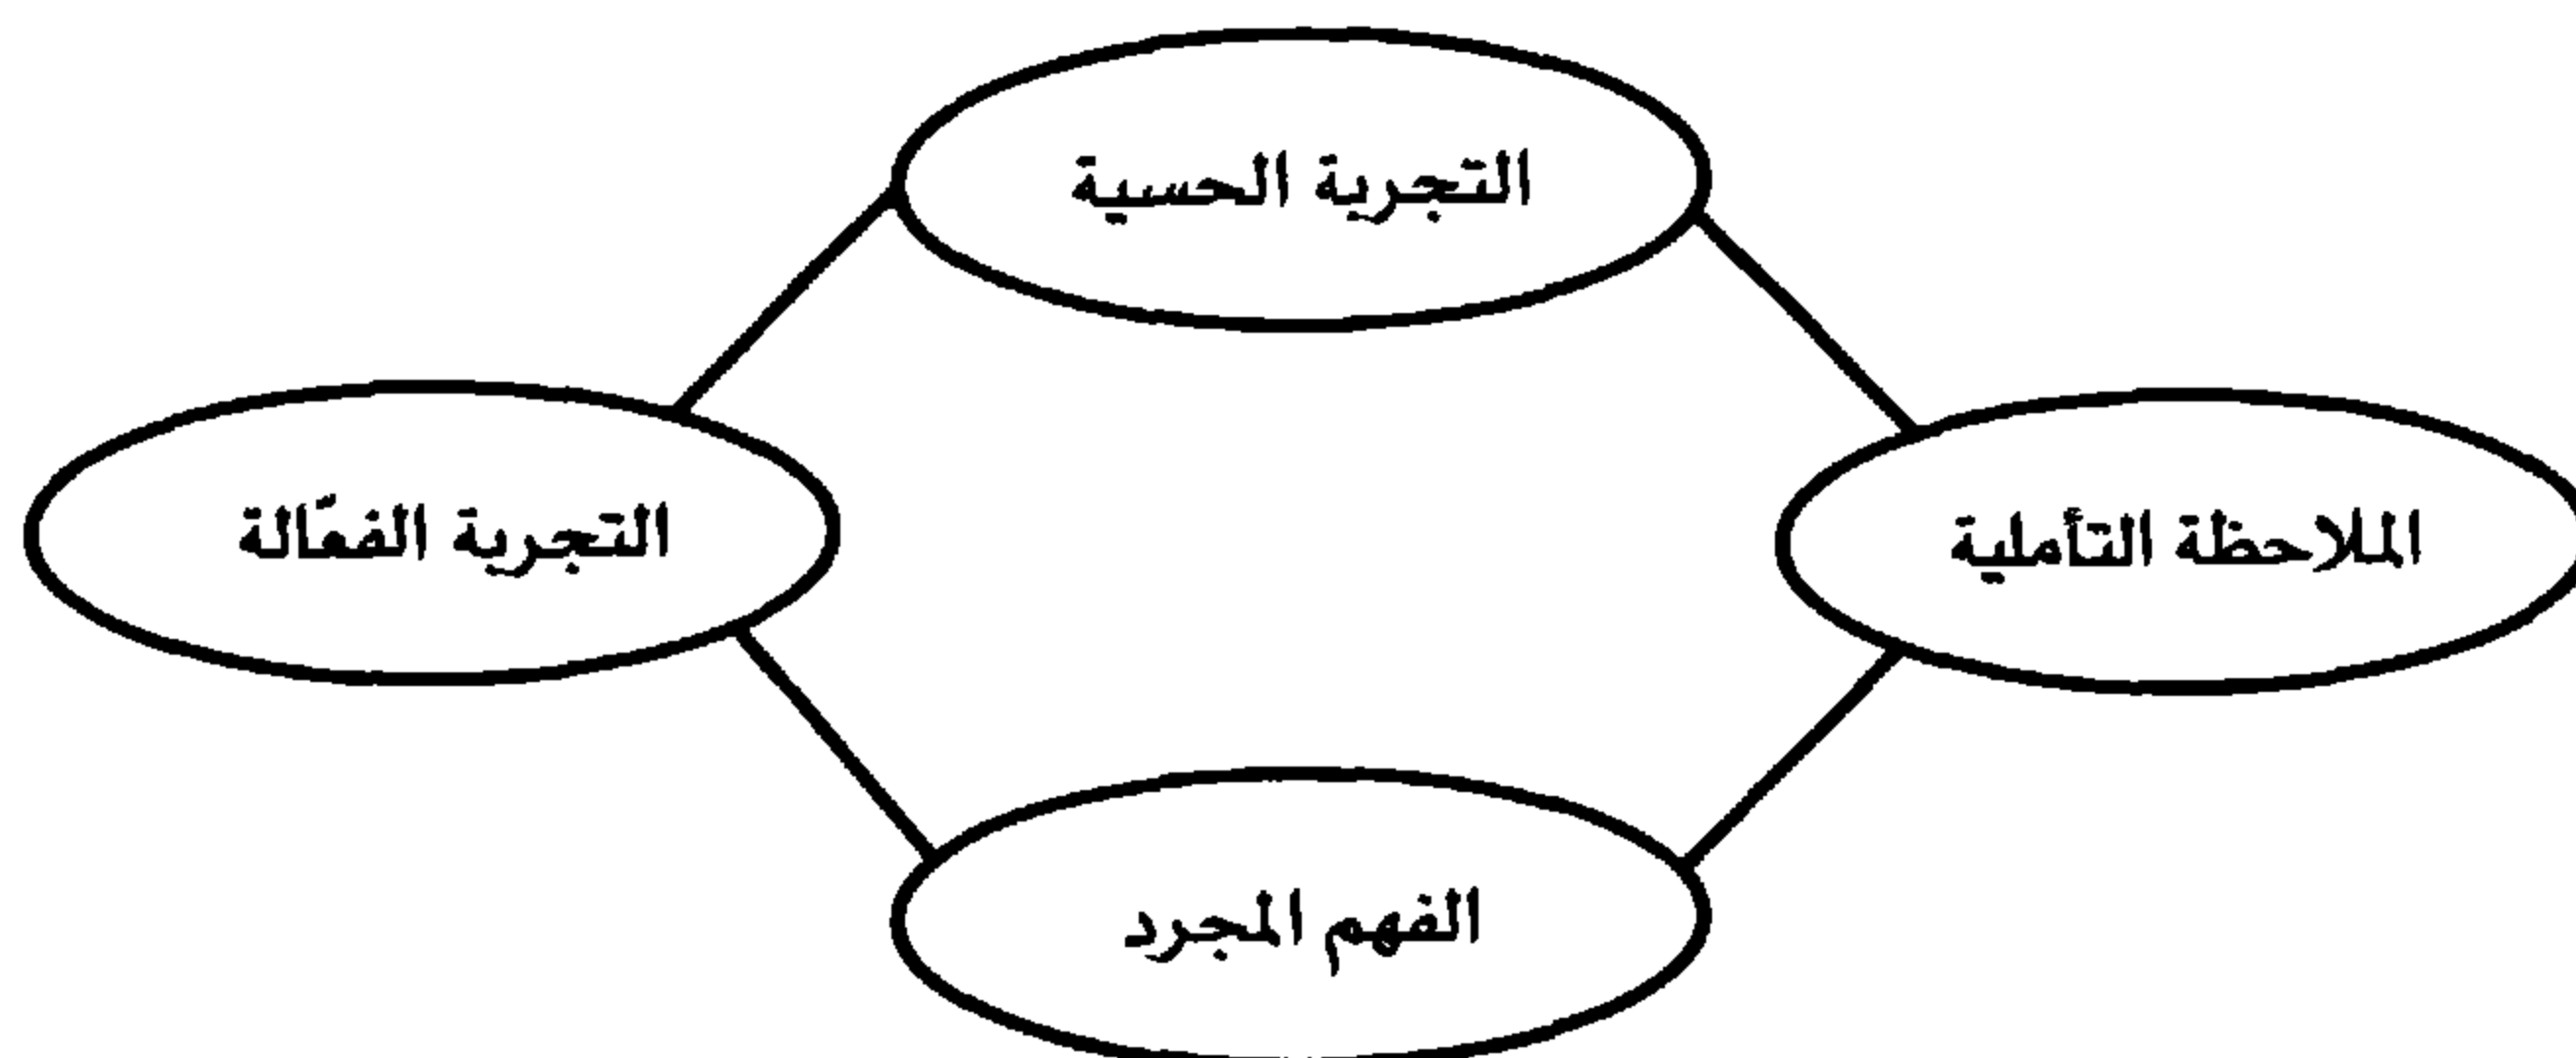 التجربة الحسية
الملاحظة التأملية
التجربة الفعّالة
الفهم المجرد